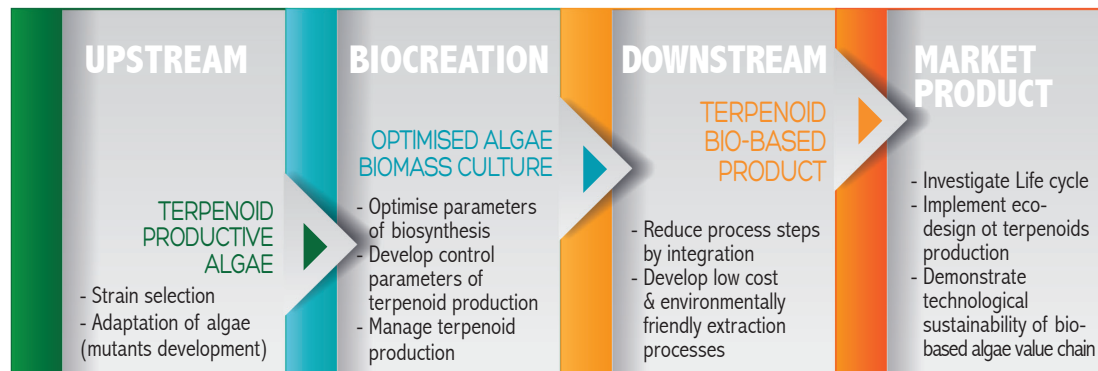 UPSTREAM
TERPENOID
PRODUCTIVE
ALGAE
- Strain selection
- Adaptation of algae
(mutants development)
BIOCREATION
OPTIMISED ALGAE
BIOMASS CULTURE
- Optimise parameters
of biosynthesis
- Develop control
parameters of
terpenoid production
- Manage terpenoid
production
DOWNSTREAM
TERPENOID
BIO-BASED
PRODUCT
- Reduce process steps
by integration
- Develop low cost
& environmentally
friendly extraction
processes
MARKET
PRODUCT
- Investigate Life cycle
- Implement eco-
design ot terpenoids
production
- Demonstrate
technological
sustainability of bio-
based algae value chain